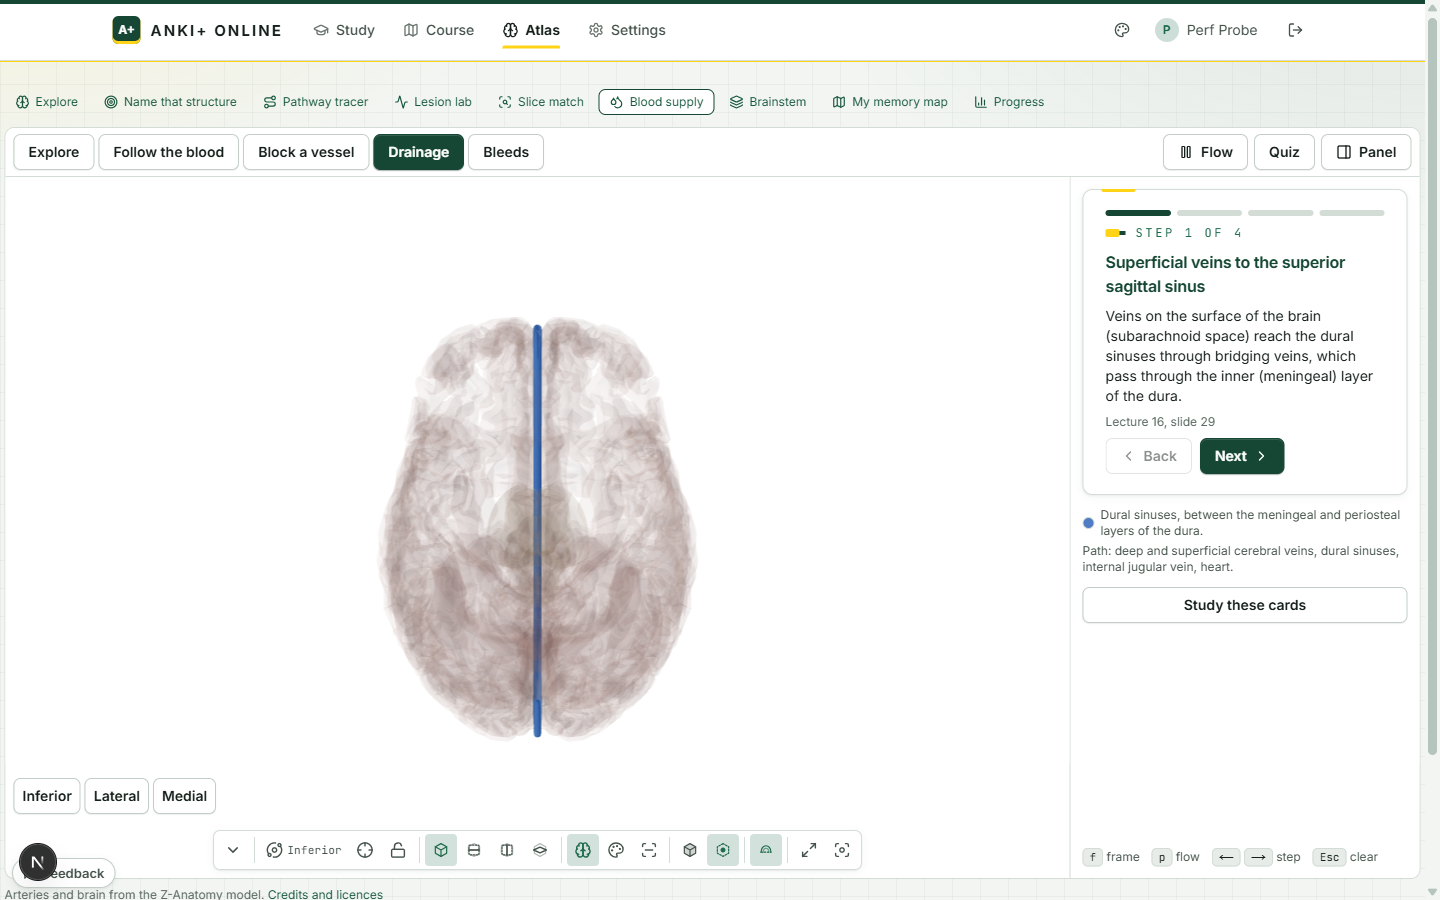 A+ ANKI+ ONLINE Study Course Atlas Settings P Perf Probe
Explore Name that structure Pathway tracer Lesion lab Slice match Blood supply Brainstem My memory map Progress
Explore Follow the blood Block a vessel Drainage Bleeds Flow Quiz Panel
STEP 1 OF 4
Superficial veins to the superior
sagittal sinus
Veins on the surface of the brain
(subarachnoid space) reach the dural
sinuses through bridging veins, which
pass through the inner (meningeal) layer
of the dura.
Lecture 16, slide 29
Back Next
Dural sinuses, between the meningeal and periosteal
layers of the dura.
Path: deep and superficial cerebral veins, dural sinuses,
internal jugular vein, heart.
Study these cards
Inferior Lateral Medial
Inferior
f frame p flow ← → step Esc clear
N eedback
Arteries and brain from the Z-Anatomy model. Credits and licences